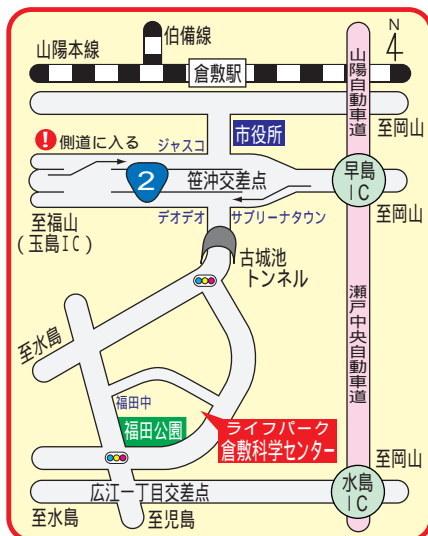 伯備線
山陽本線
倉敷駅
N
山陽自動車道
至岡山
市役所
ジャスコ
! 側道に入る
2
笹沖交差点
早島
IC
至岡山
至福山
(玉島IC)
デオデオ
サブリーナタウン
古城池
トンネル
瀬戸中央自動車道
至水島
福田中
福田公園
ライフパーク
倉敷科学センター
至岡山
水島
IC
広江一丁目交差点
至水島
至児島